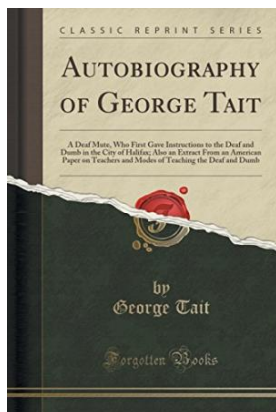 CLASSIC REPRINT SERIES
AUTOBIOGRAPHY
OF GEORGE TAIT
A Deaf Mute, Who First Gave Instructions to the Deaf and
Dumb in the City of Halifax; Also an Extract From an American
Paper on Teachers and Modes of Teaching the Deaf and Dumb
by
George Tait
Forgotten Books